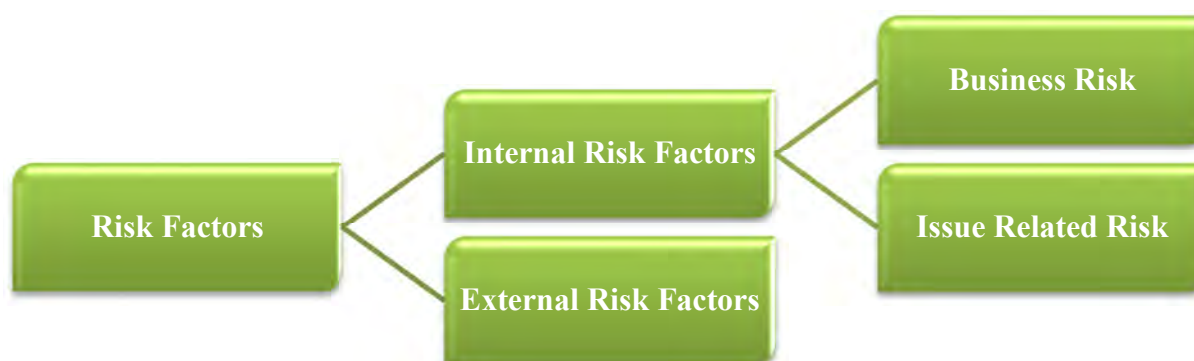 Risk Factors
Internal Risk Factors
External Risk Factors
Business Risk
Issue Related Risk